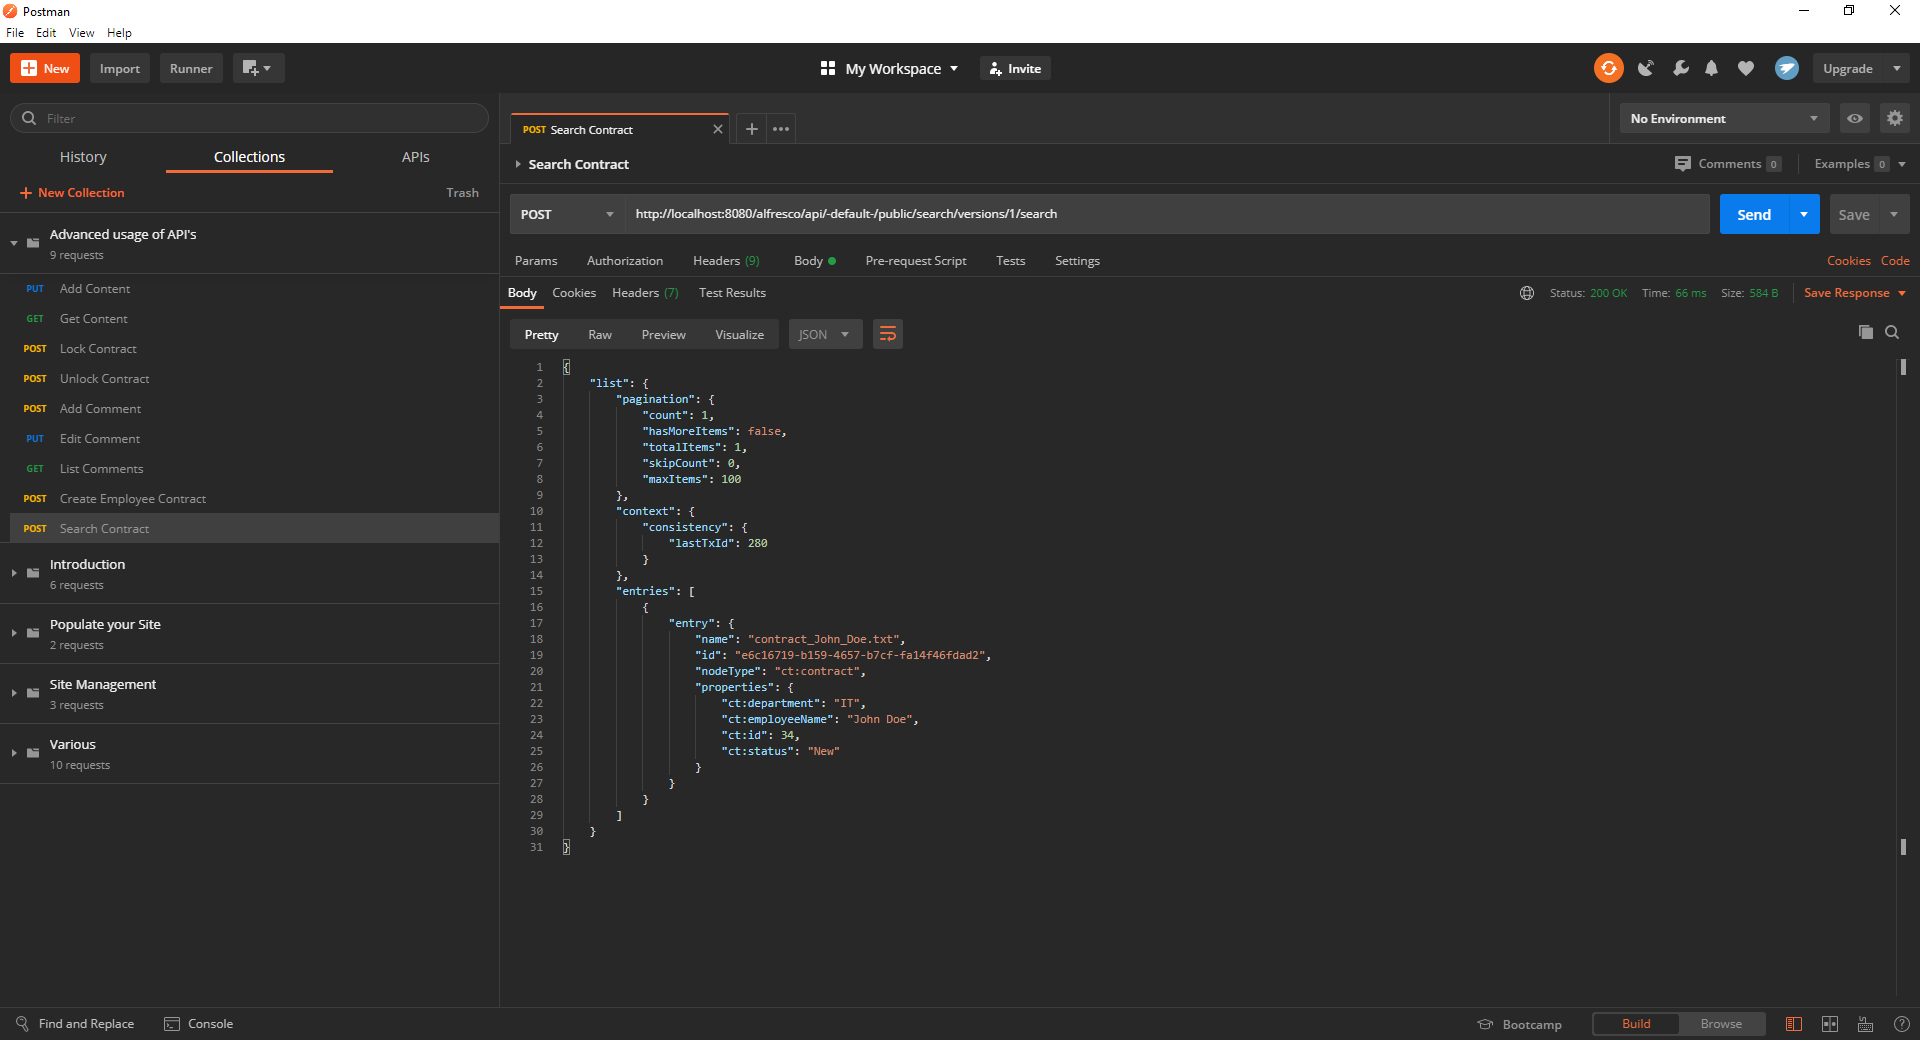 Postman
File Edit View Help
New Import Runner
My Workspace Invite
Upgrade
Filter
History Collections APIs
New Collection Trash
Advanced usage of API's
9 requests
PUT Add Content
GET Get Content
POST Lock Contract
POST Unlock Contract
POST Add Comment
PUT Edit Comment
GET List Comments
POST Create Employee Contract
POST Search Contract
Introduction
6 requests
Populate your Site
2 requests
Site Management
3 requests
Various
10 requests
POST Search Contract
No Environment
Search Contract
Comments 0 Examples 0
POST http://localhost:8080/alfresco/api/-default-/public/search/versions/1/search
Send Save
Params Authorization Headers (9) Body Pre-request Script Tests Settings Cookies Code
Body Cookies Headers (7) Test Results Status: 200 OK Time: 66 ms Size: 584 B Save Response
Pretty Raw Preview Visualize JSON
1 {
2 "list": {
3 "pagination": {
4 "count": 1,
5 "hasMoreItems": false,
6 "totalItems": 1,
7 "skipCount": 0,
8 "maxItems": 100
9 },
10 "context": {
11 "consistency": {
12 "lastTxId": 280
13 }
14 },
15 "entries": [
16 {
17 "entry": {
18 "name": "contract_John_Doe.txt",
19 "id": "e6c16719-b159-4657-b7cf-fa14f46fdad2",
20 "nodeType": "ct:contract",
21 "properties": {
22 "ct:department": "IT",
23 "ct:employeeName": "John Doe",
24 "ct:id": 34,
25 "ct:status": "New"
26 }
27 }
28 }
29 ]
30 }
31 }
Find and Replace Console
Bootcamp Build Browse